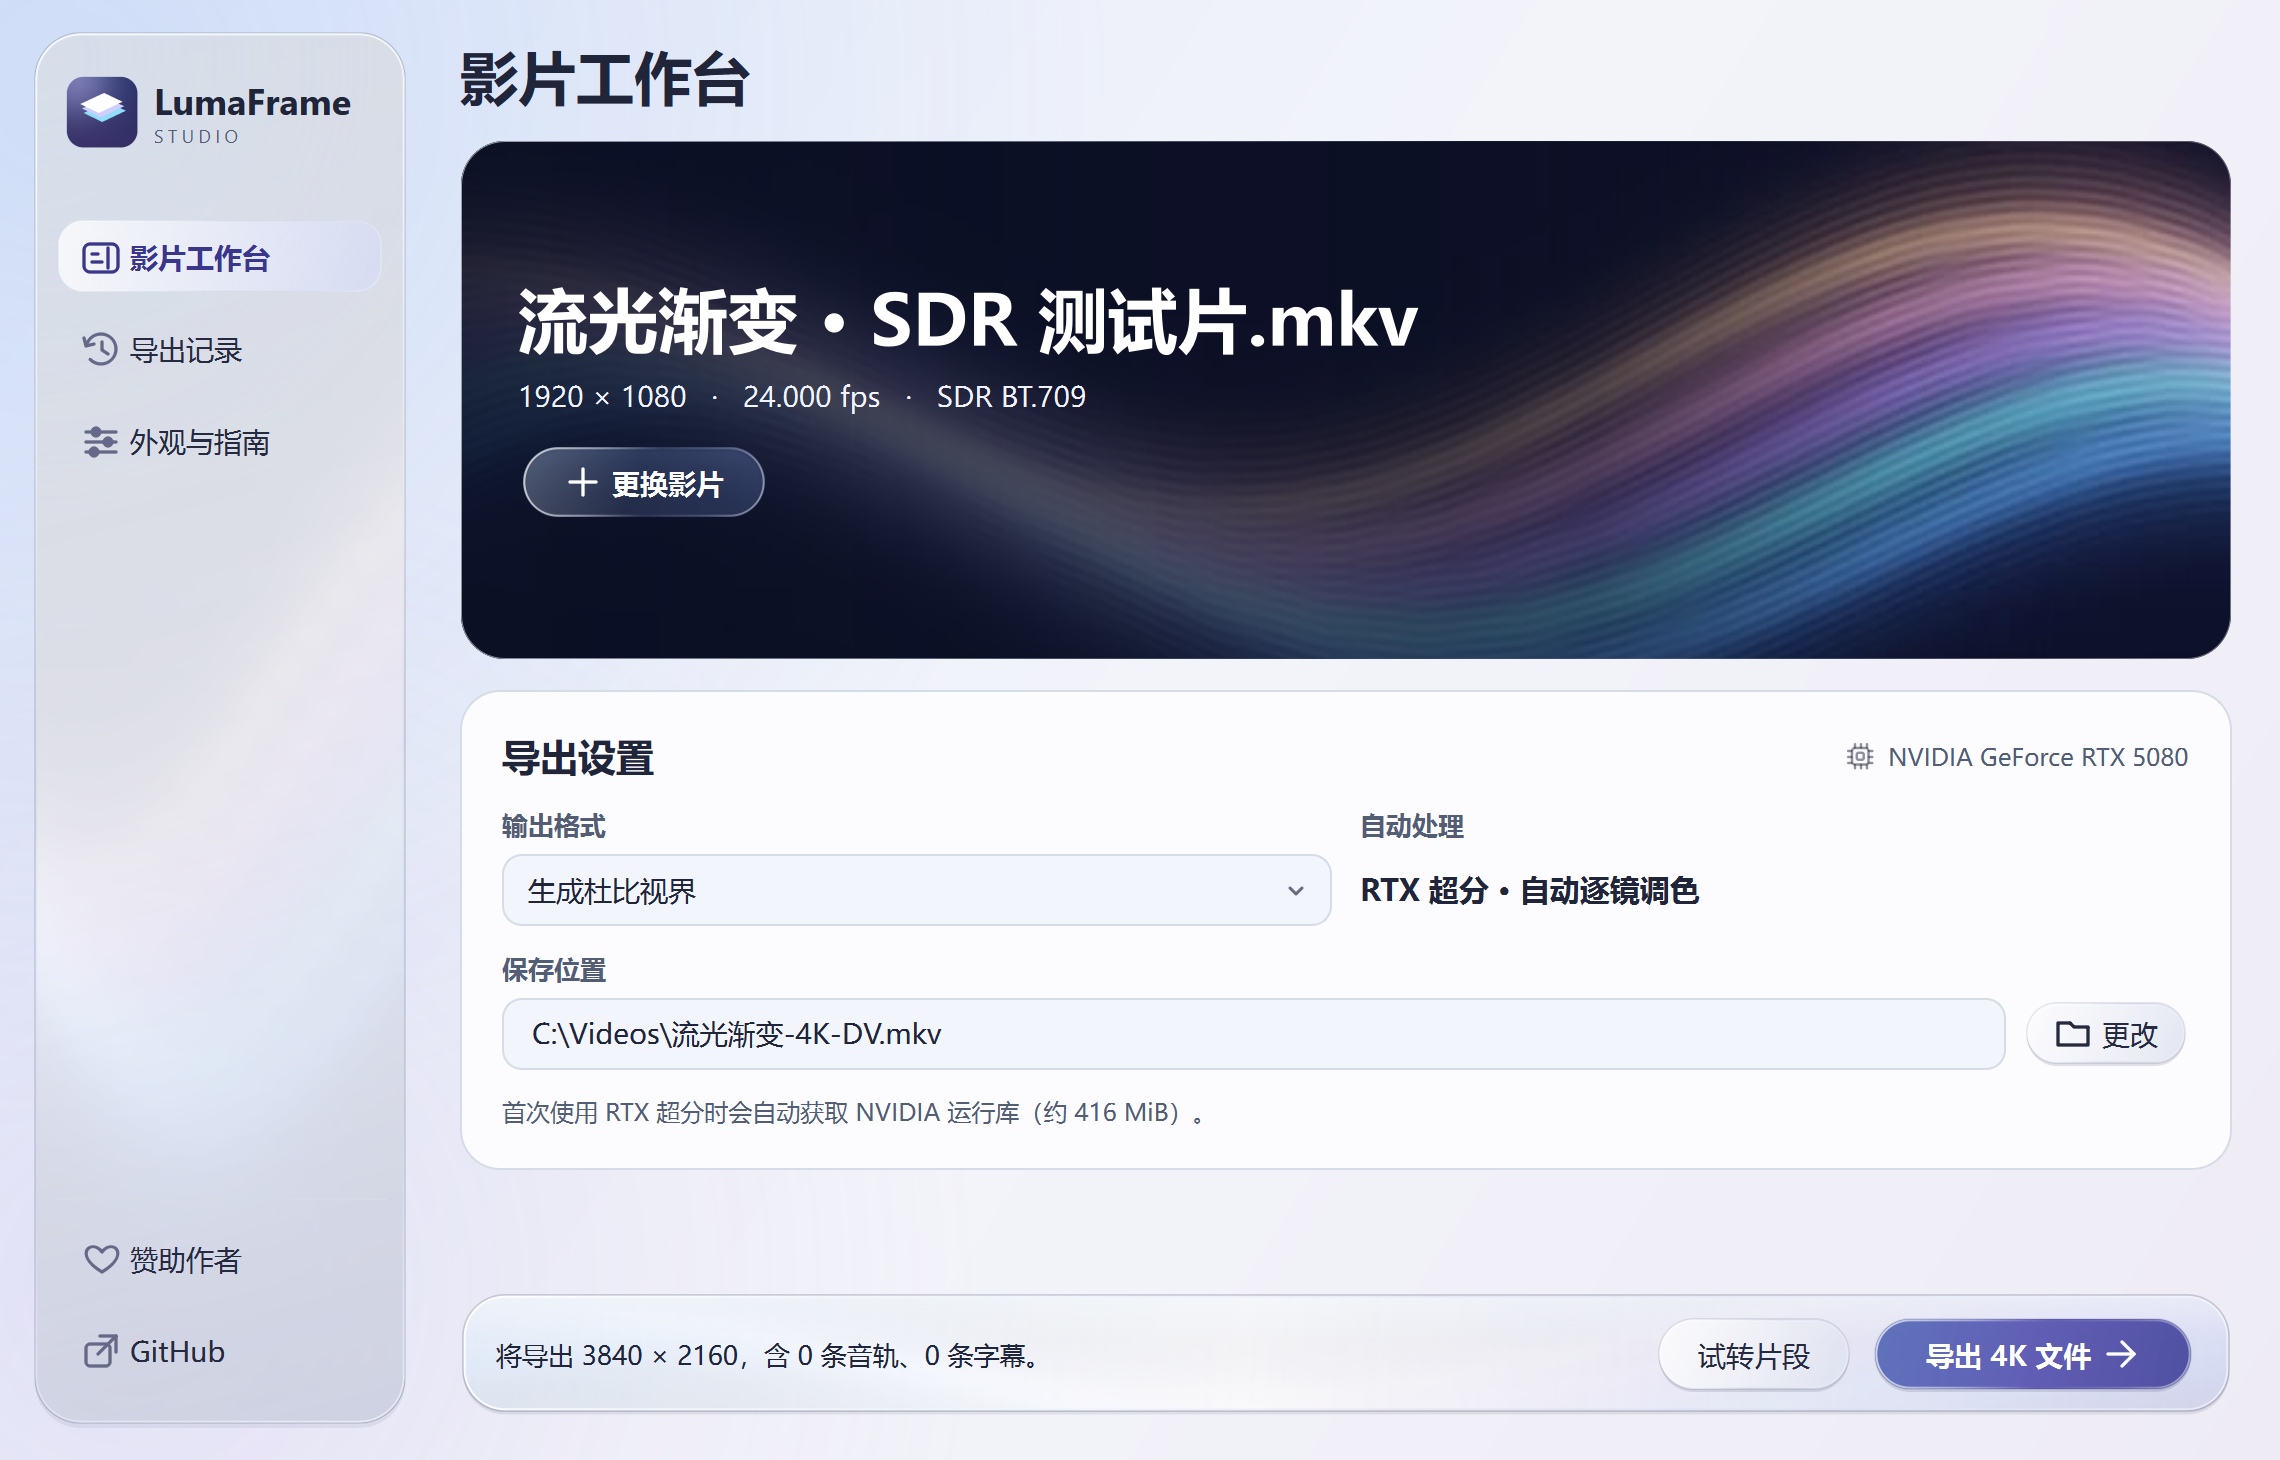 LumaFrame
STUDIO
影片工作台
导出记录
外观与指南
赞助作者
GitHub
影片工作台
流光渐变 • SDR 测试片.mkv
1920 × 1080 · 24.000 fps · SDR BT.709
更换影片
导出设置
NVIDIA GeForce RTX 5080
输出格式
自动处理
生成杜比视界
RTX 超分 • 自动逐镜调色
保存位置
C:\Videos\流光渐变-4K-DV.mkv
更改
首次使用 RTX 超分时会自动获取 NVIDIA 运行库（约 416 MiB）。
将导出 3840 × 2160，含 0 条音轨、0 条字幕。
试转片段
导出 4K 文件